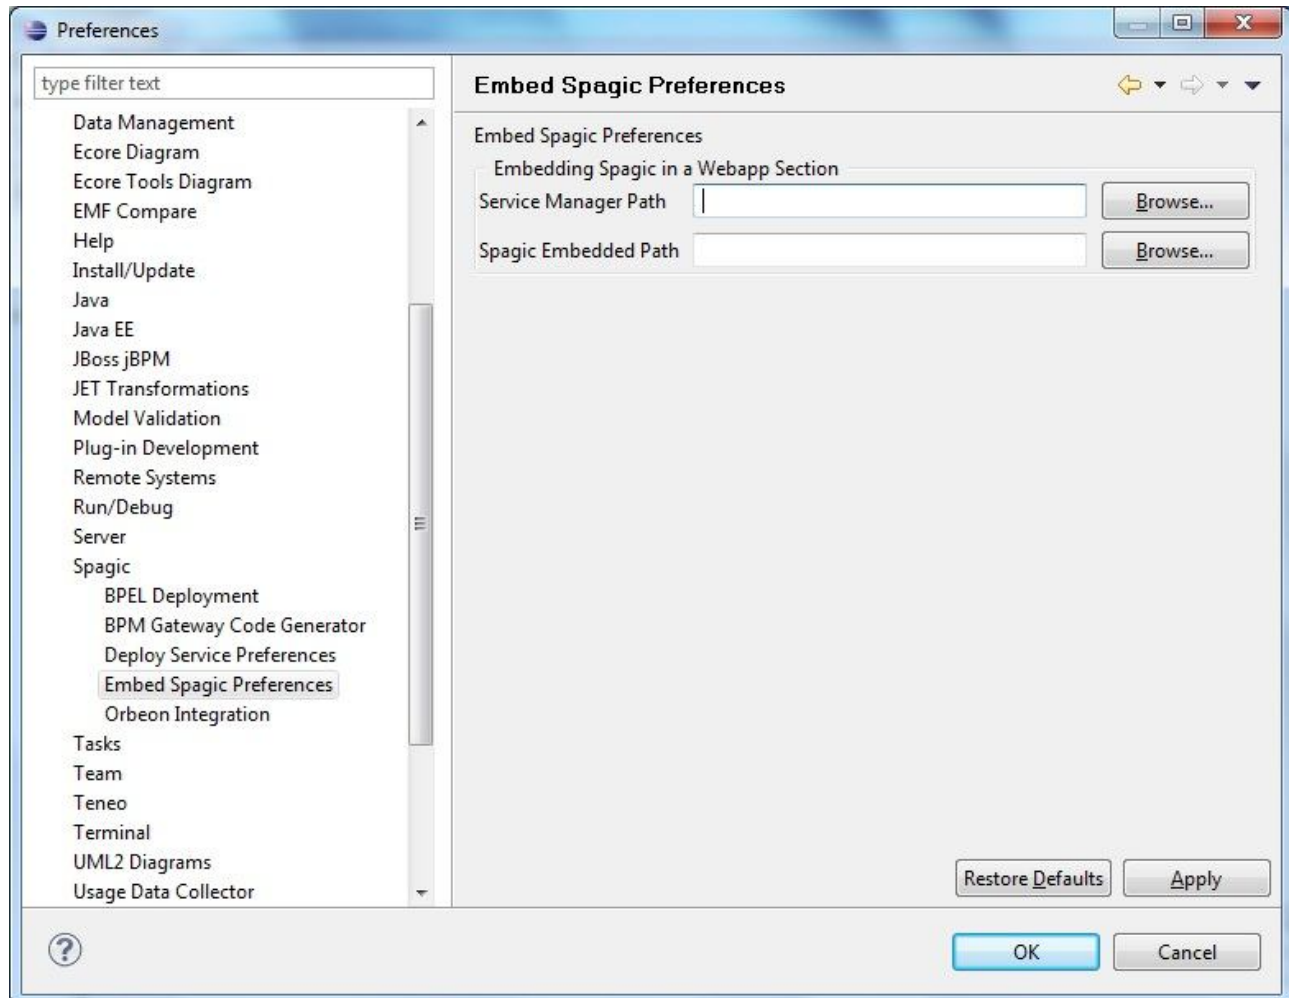 Preferences
type filter text
Data Management
Ecore Diagram
Ecore Tools Diagram
EMF Compare
Help
Install/Update
Java
Java EE
JBoss jBPM
JET Transformations
Model Validation
Plug-in Development
Remote Systems
Run/Debug
Server
Spagic
BPEL Deployment
BPM Gateway Code Generator
Deploy Service Preferences
Embed Spagic Preferences
Orbeon Integration
Tasks
Team
Teneo
Terminal
UML2 Diagrams
Usage Data Collector
Embed Spagic Preferences
Embed Spagic Preferences
Embedding Spagic in a Webapp Section
Service Manager Path Browse...
Spagic Embedded Path Browse...
Restore Defaults Apply
? OK Cancel